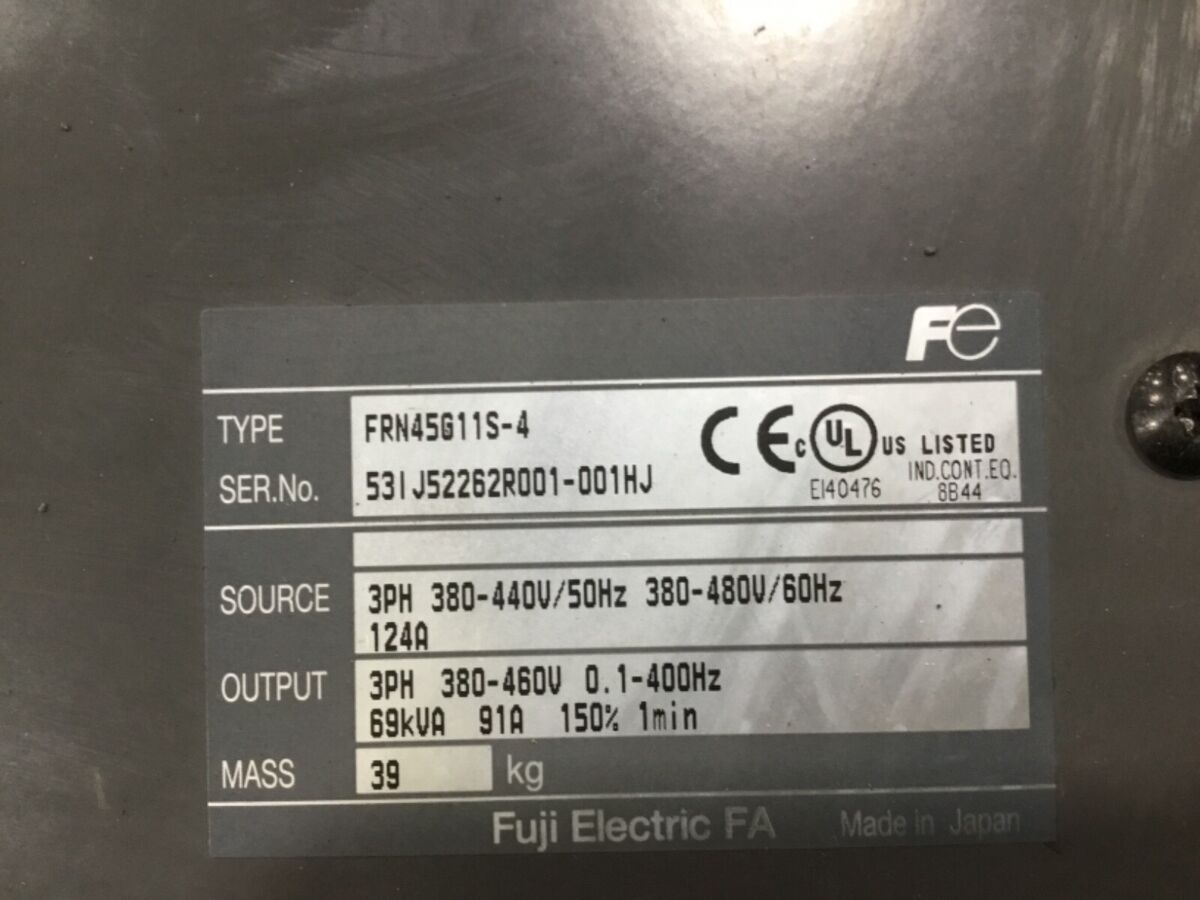 Fe
TYPE FRN45G11S-4
SER.No. 531J52262R001-001HJ
CE c UL US LISTED
E140476 IND.CONT.EQ.
8B44
SOURCE 3PH 380-440V/50Hz 380-480V/60Hz
124A
OUTPUT 3PH 380-460V 0.1-400Hz
69kVA 91A 150% 1min
MASS 39 kg
Fuji Electric FA Made in Japan